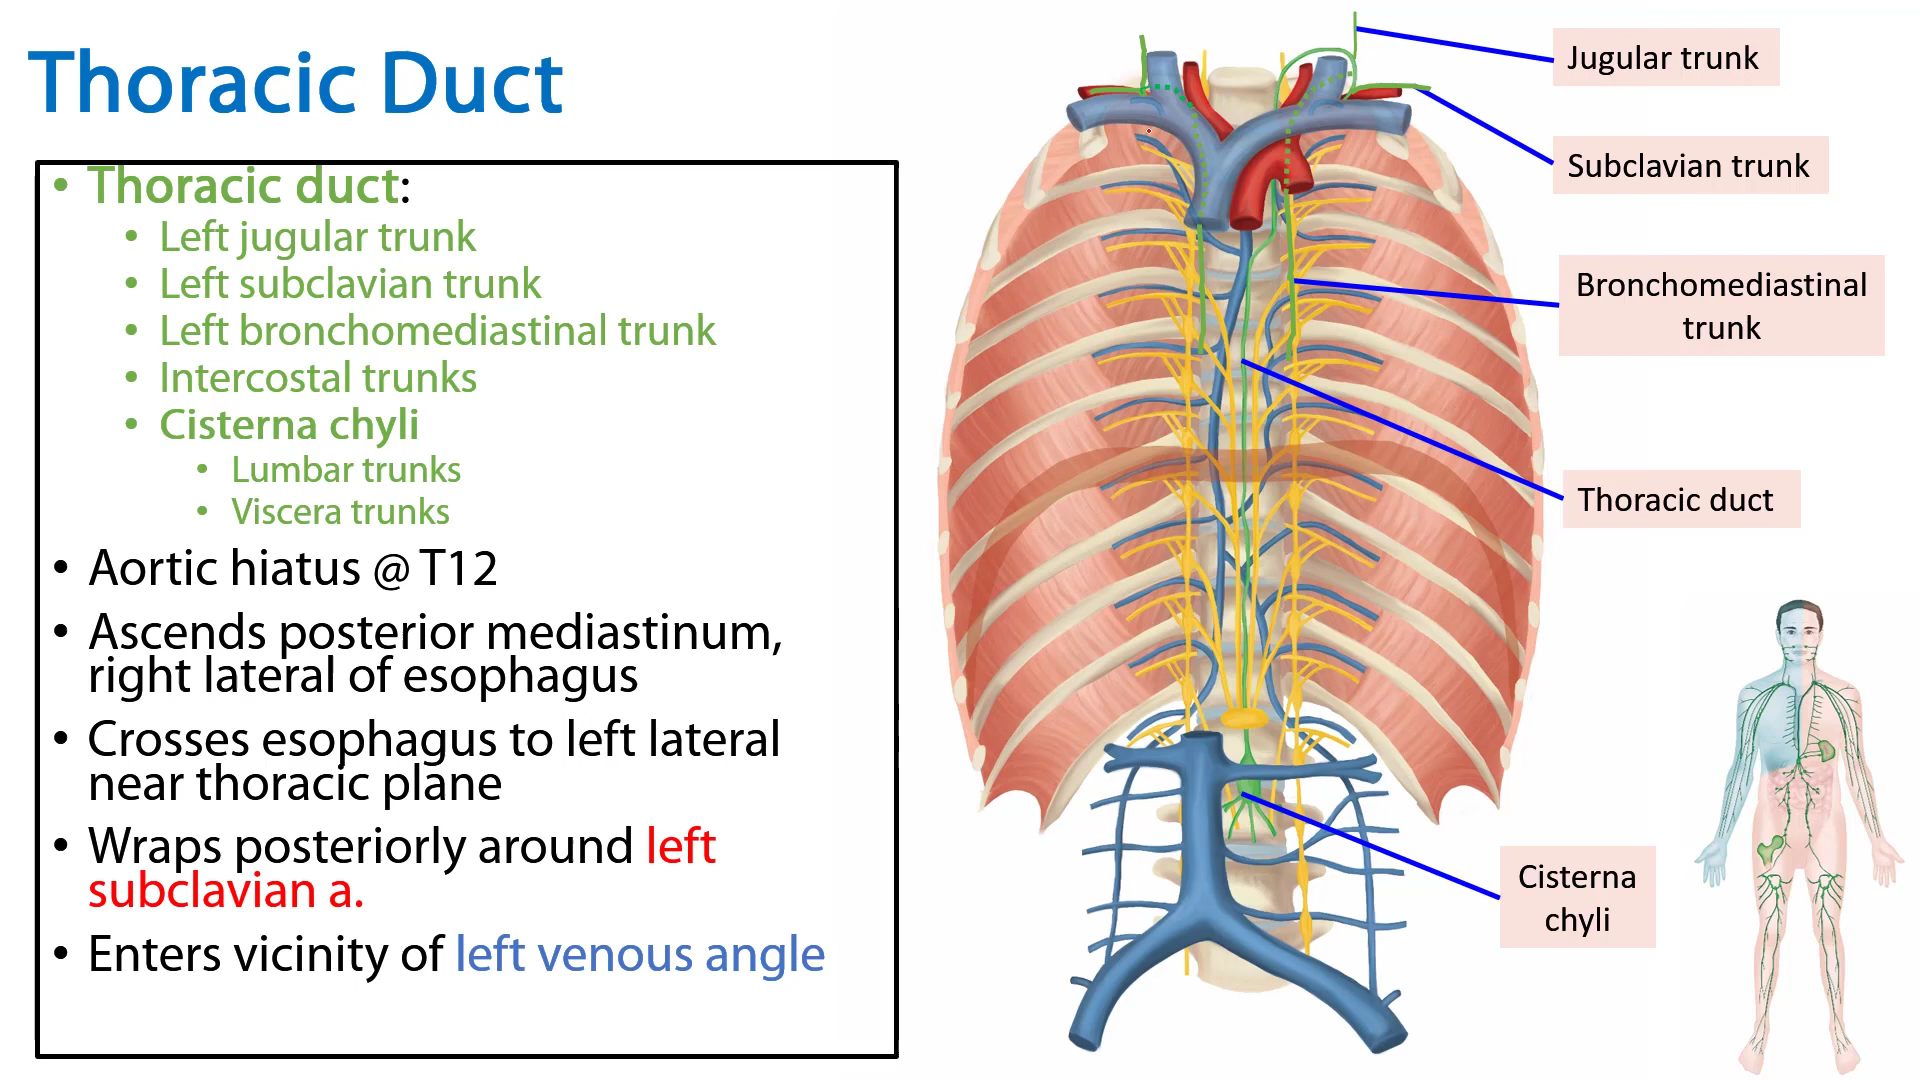 Thoracic Duct
• Thoracic duct:
• Left jugular trunk
• Left subclavian trunk
• Left bronchomediastinal trunk
• Intercostal trunks
• Cisterna chyli
• Lumbar trunks
• Viscera trunks
• Aortic hiatus @ T12
• Ascends posterior mediastinum,
right lateral of esophagus
• Crosses esophagus to left lateral
near thoracic plane
• Wraps posteriorly around left
subclavian a.
• Enters vicinity of left venous angle
Jugular trunk
Subclavian trunk
Bronchomediastinal
trunk
Thoracic duct
Cisterna
chyli